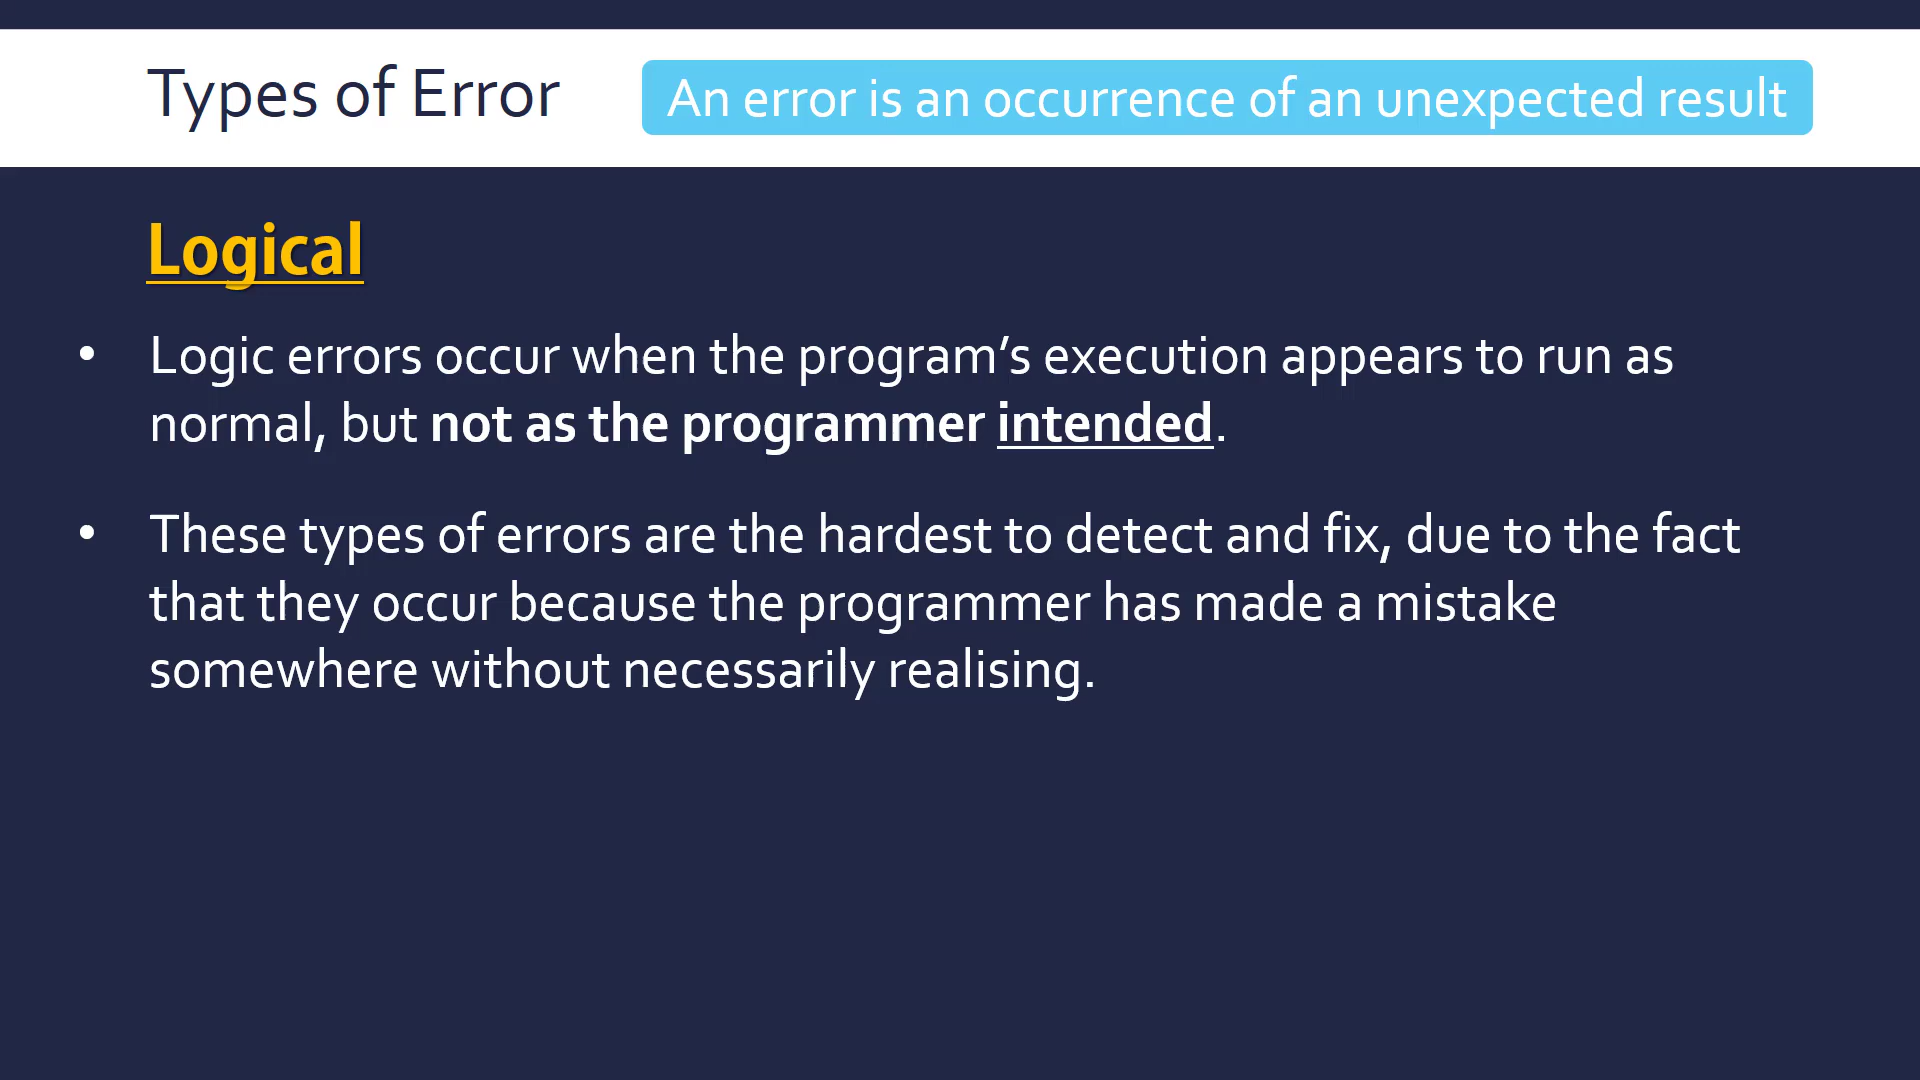 Types of Error
An error is an occurrence of an unexpected result
Logical
• Logic errors occur when the program’s execution appears to run as
normal, but not as the programmer intended.
• These types of errors are the hardest to detect and fix, due to the fact
that they occur because the programmer has made a mistake
somewhere without necessarily realising.